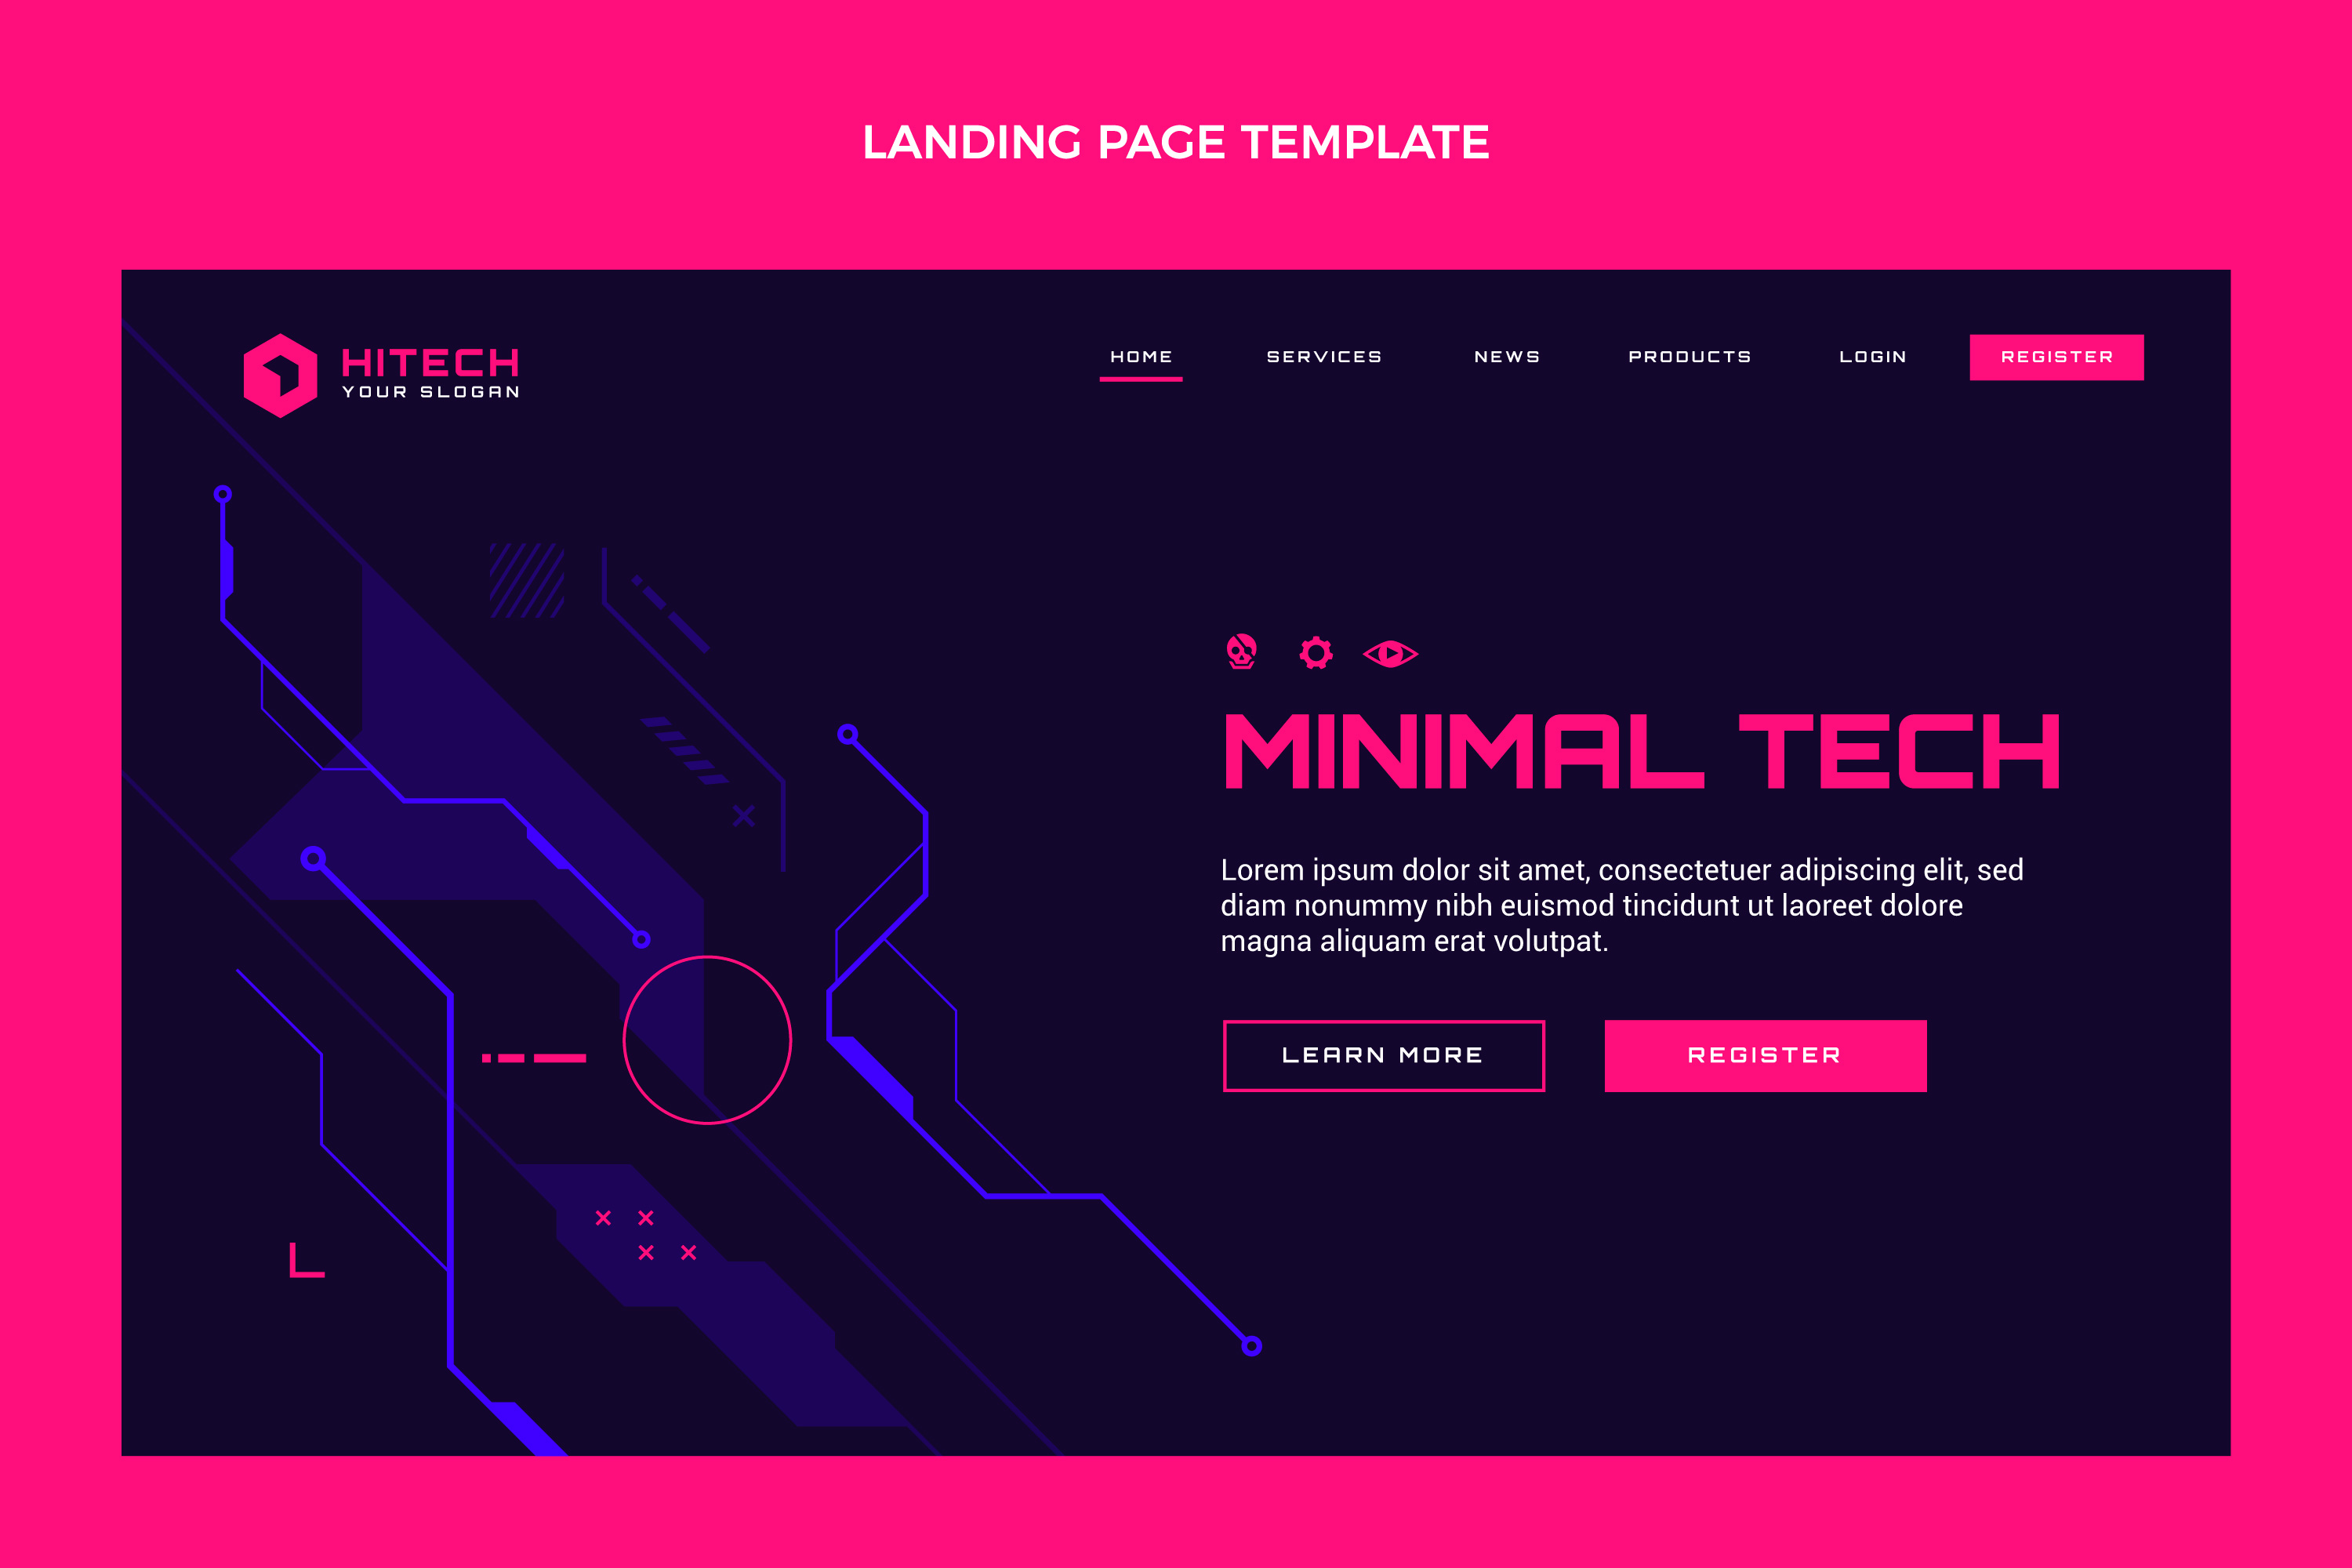 LANDING PAGE TEMPLATE
HITECH
YOUR SLOGAN
HOME SERVICES NEWS PRODUCTS LOGIN REGISTER
MINIMAL TECH
Lorem ipsum dolor sit amet, consectetuer adipiscing elit, sed
diam nonummy nibh euismod tincidunt ut laoreet dolore
magna aliquam erat volutpat.
LEARN MORE REGISTER